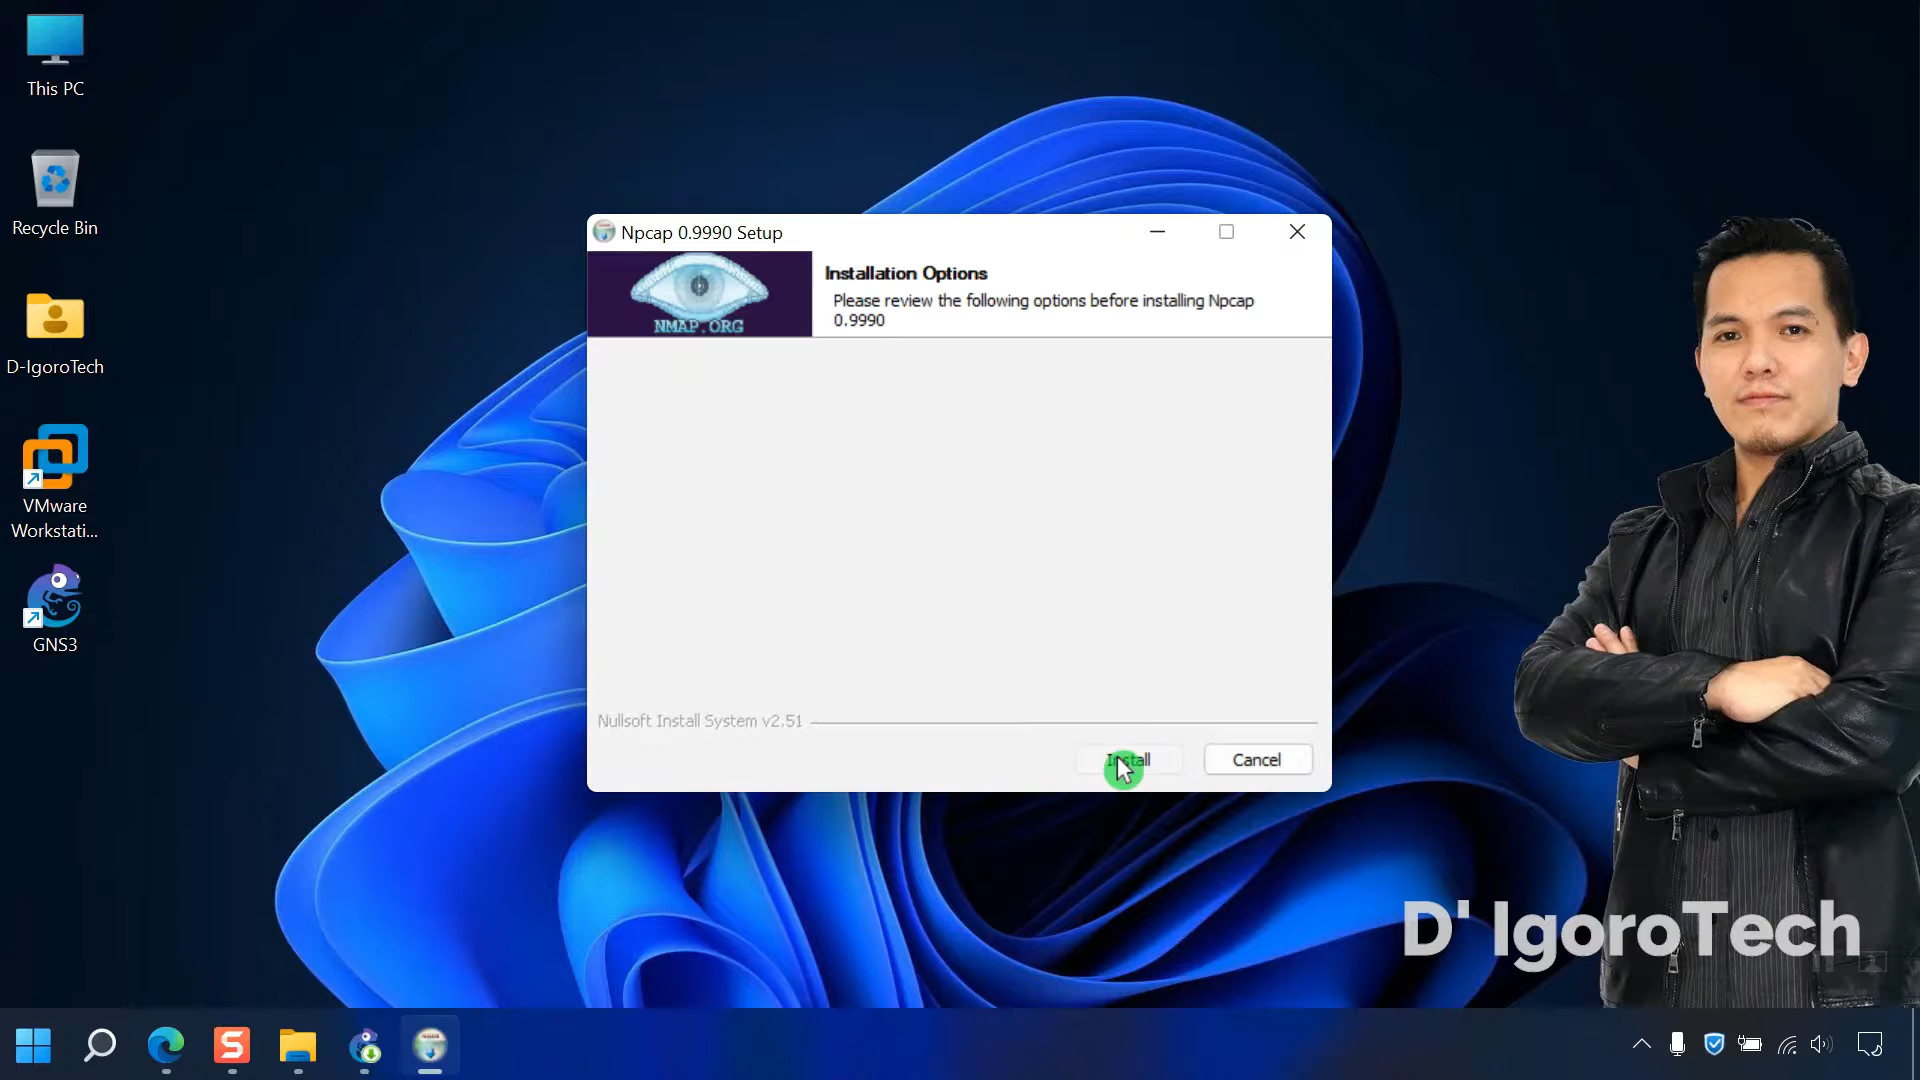 This PC
Recycle Bin
D-IgoroTech
VMware
Workstati...
GNS3
Npcap 0.9990 Setup
NMAP.ORG
Installation Options
Please review the following options before installing Npcap
0.9990
Nullsoft Install System v2.51
Install
Cancel
D' IgoroTech